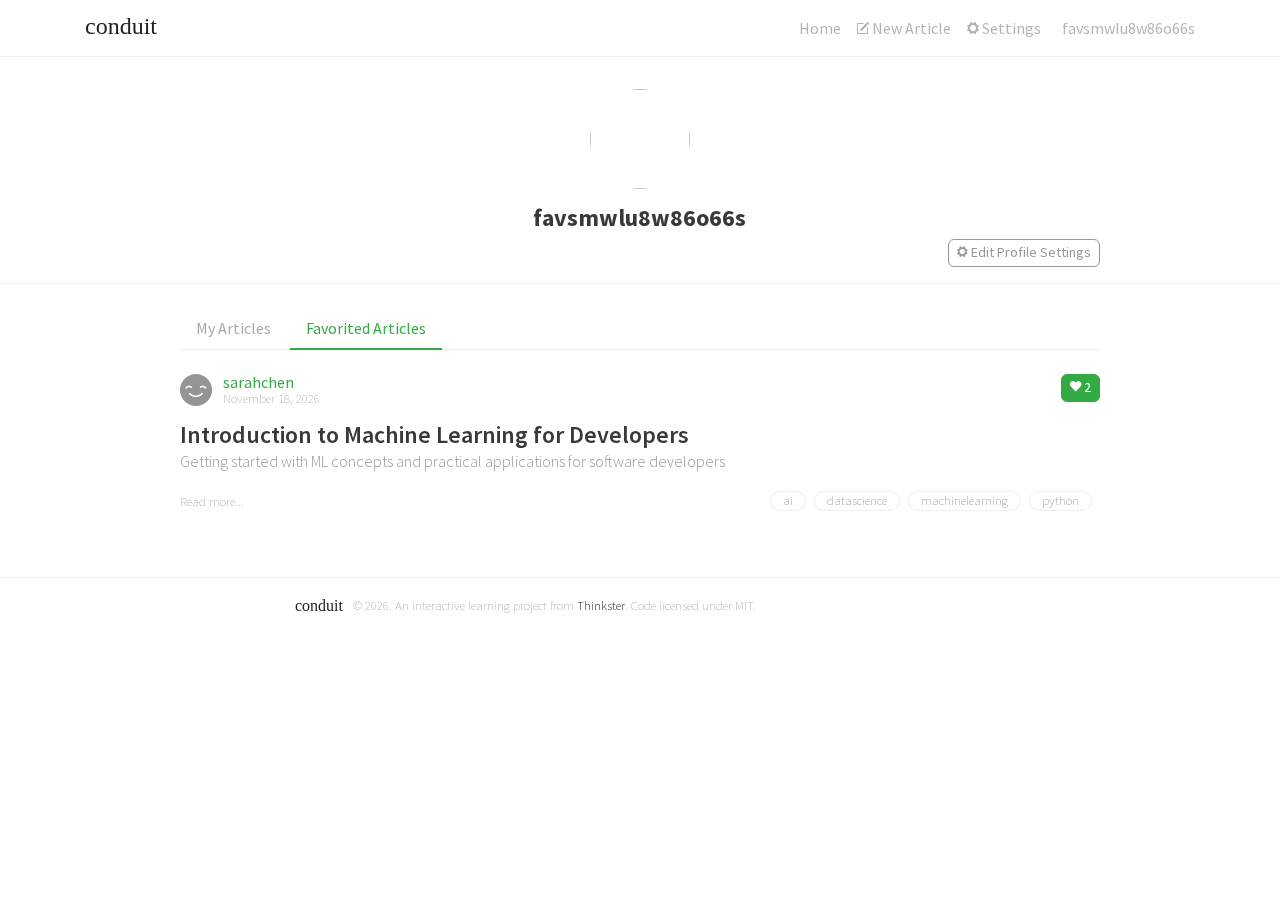 conduit
Home New Article Settings favsmwlu8w86o66s
favsmwlu8w86o66s
Edit Profile Settings
My Articles Favorited Articles
sarahchen
November 18, 2026
2
Introduction to Machine Learning for Developers
Getting started with ML concepts and practical applications for software developers
Read more...
ai datascience machinelearning python
conduit © 2026. An interactive learning project from Thinkster. Code licensed under MIT.